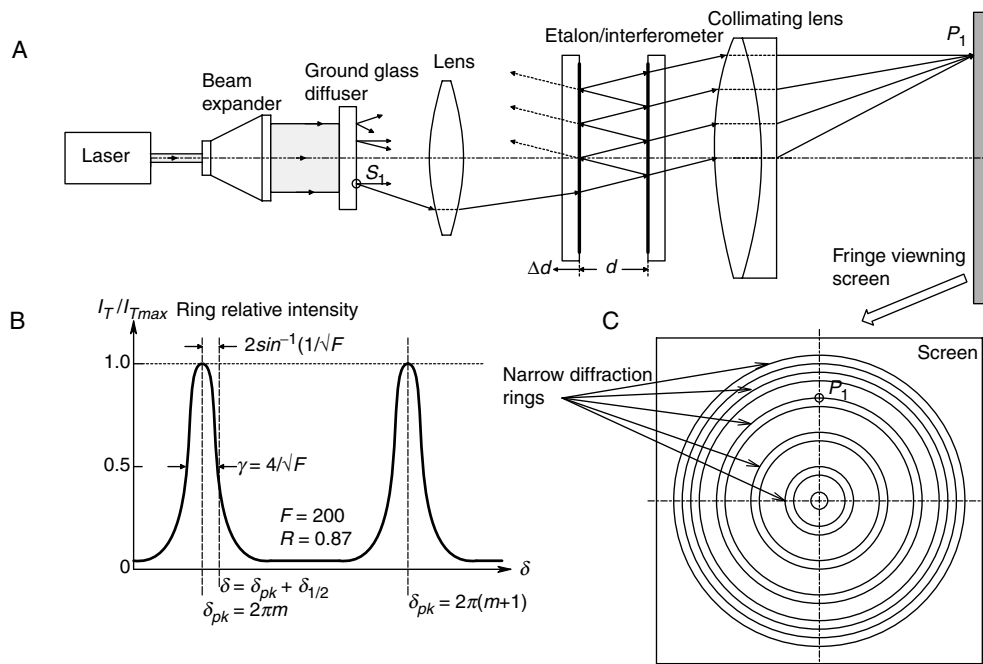 A
Laser
Beam
expander
Ground glass
diffuser
S1
Lens
Etalon/interferometer
Collimating lens
P1
Δd
d
Fringe viewning
screen
B
IT/ITmax Ring relative intensity
2sin–1(1/√F
1.0
0.5
γ = 4/√F
F = 200
R = 0.87
0
δ
δ = δpk + δ1/2
δpk = 2πm
δpk = 2π(m+1)
C
Screen
Narrow diffraction
rings
P1